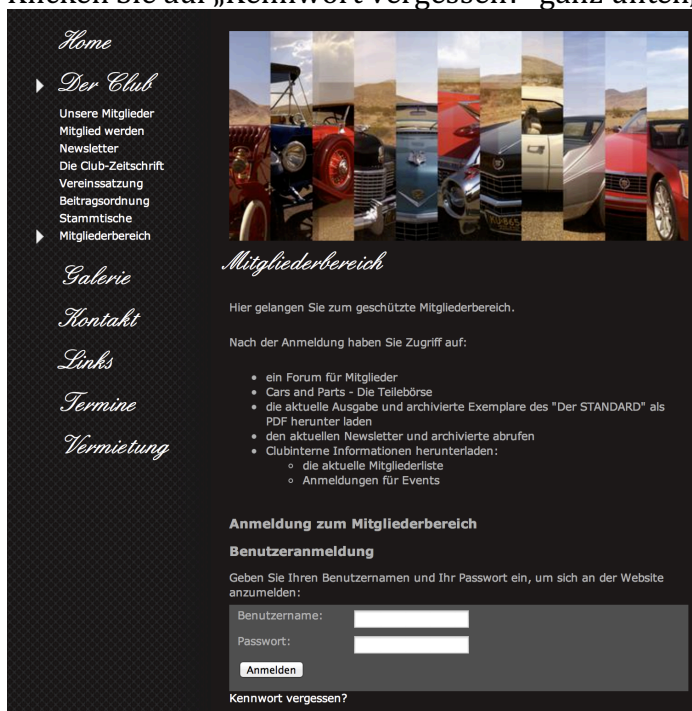 Klicken Sie auf „Kennwort vergessen?“ ganz unten,
Home
Der Club
Unsere Mitglieder
Mitglied werden
Newsletter
Die Club-Zeitschrift
Vereinssatzung
Beitragsordnung
Stammtische
Mitgliederbereich
Galerie
Kontakt
Links
Termine
Vermietung
Mitgliederbereich
Hier gelangen Sie zum geschützte Mitgliederbereich.
Nach der Anmeldung haben Sie Zugriff auf:
ein Forum für Mitglieder
Cars and Parts - Die Teilebörse
die aktuelle Ausgabe und archivierte Exemplare des "Der STANDARD" als
PDF herunter laden
den aktuellen Newsletter und archivierte abrufen
Clubinterne Informationen herunterladen:
die aktuelle Mitgliederliste
Anmeldungen für Events
Anmeldung zum Mitgliederbereich
Benutzeranmeldung
Geben Sie Ihren Benutzernamen und Ihr Passwort ein, um sich an der Website
anzumelden:
Benutzername:
Passwort:
Anmelden
Kennwort vergessen?